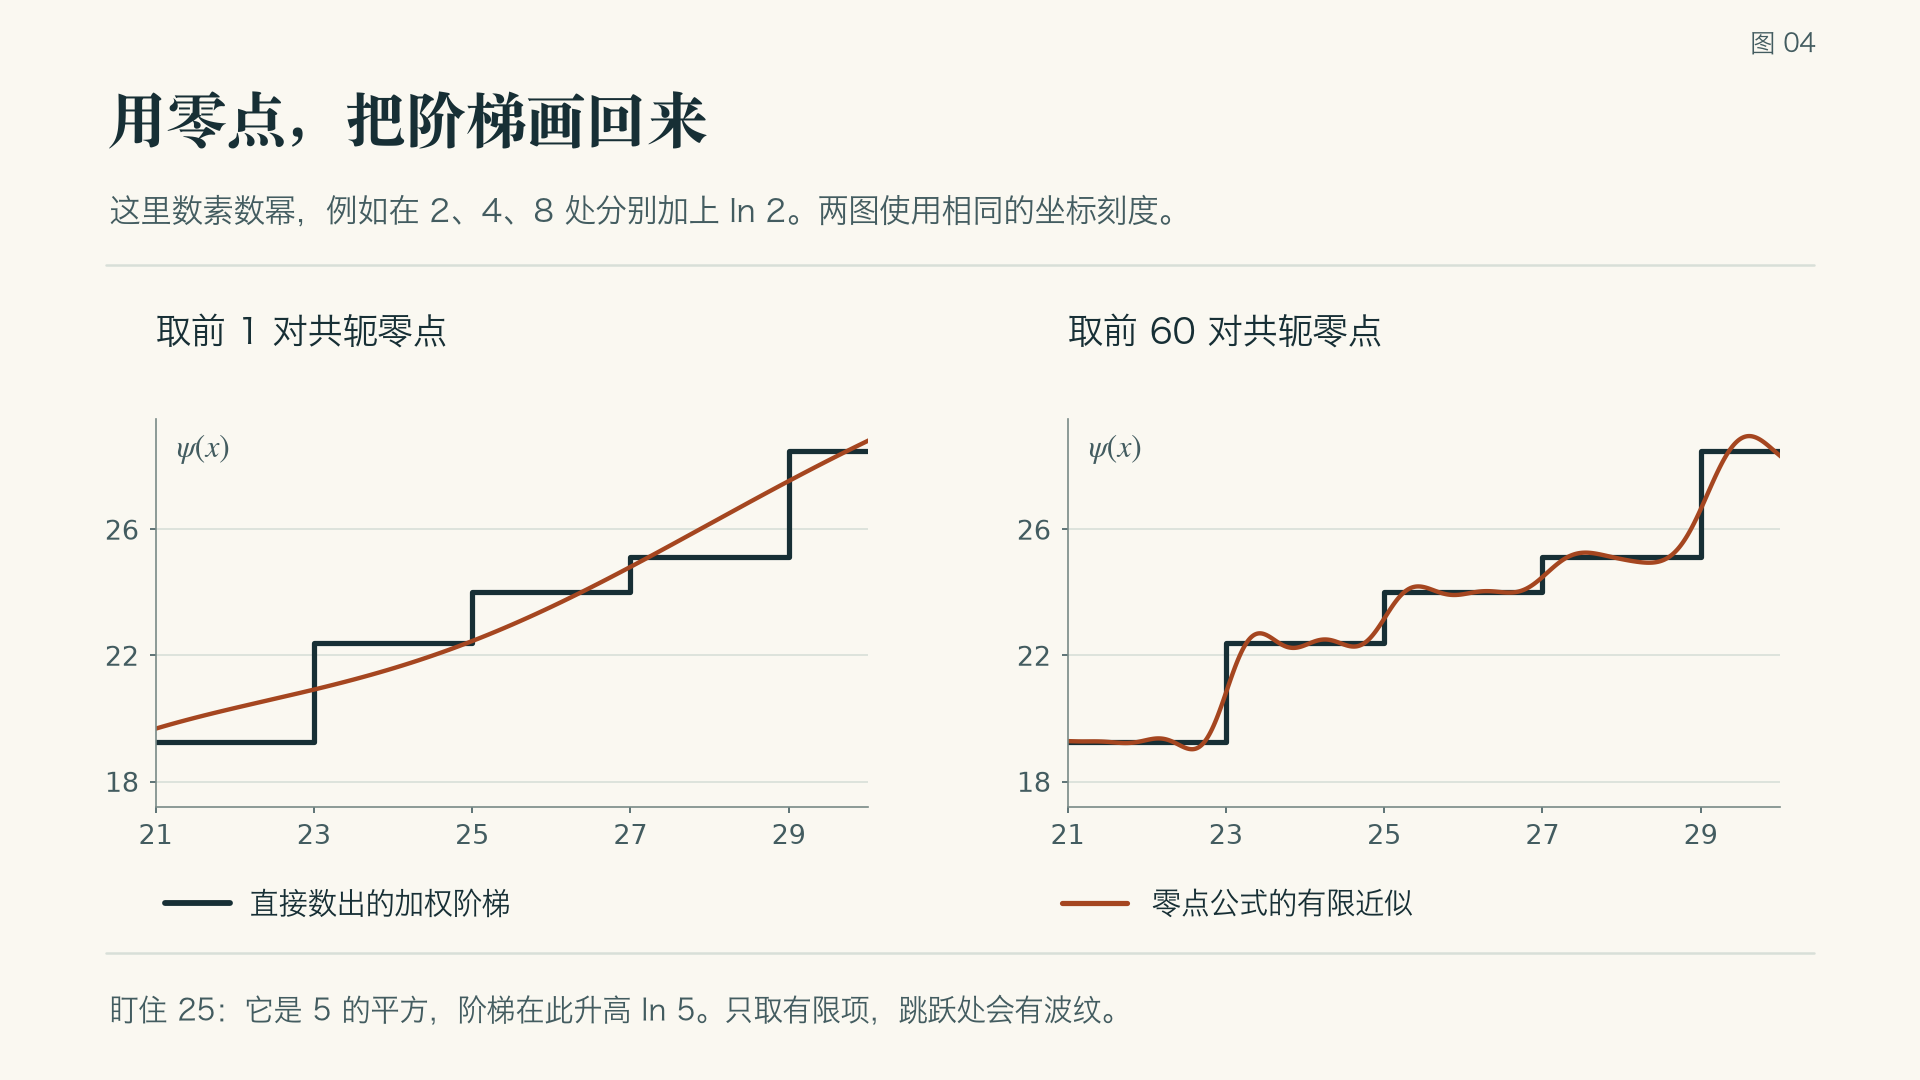 图 04
用零点，把阶梯画回来
这里数素数幂，例如在 2、4、8 处分别加上 ln 2。两图使用相同的坐标刻度。
取前 1 对共轭零点
ψ(x)
26
22
18
21 23 25 27 29
取前 60 对共轭零点
ψ(x)
26
22
18
21 23 25 27 29
直接数出的加权阶梯
零点公式的有限近似
盯住 25：它是 5 的平方，阶梯在此升高 ln 5。只取有限项，跳跃处会有波纹。